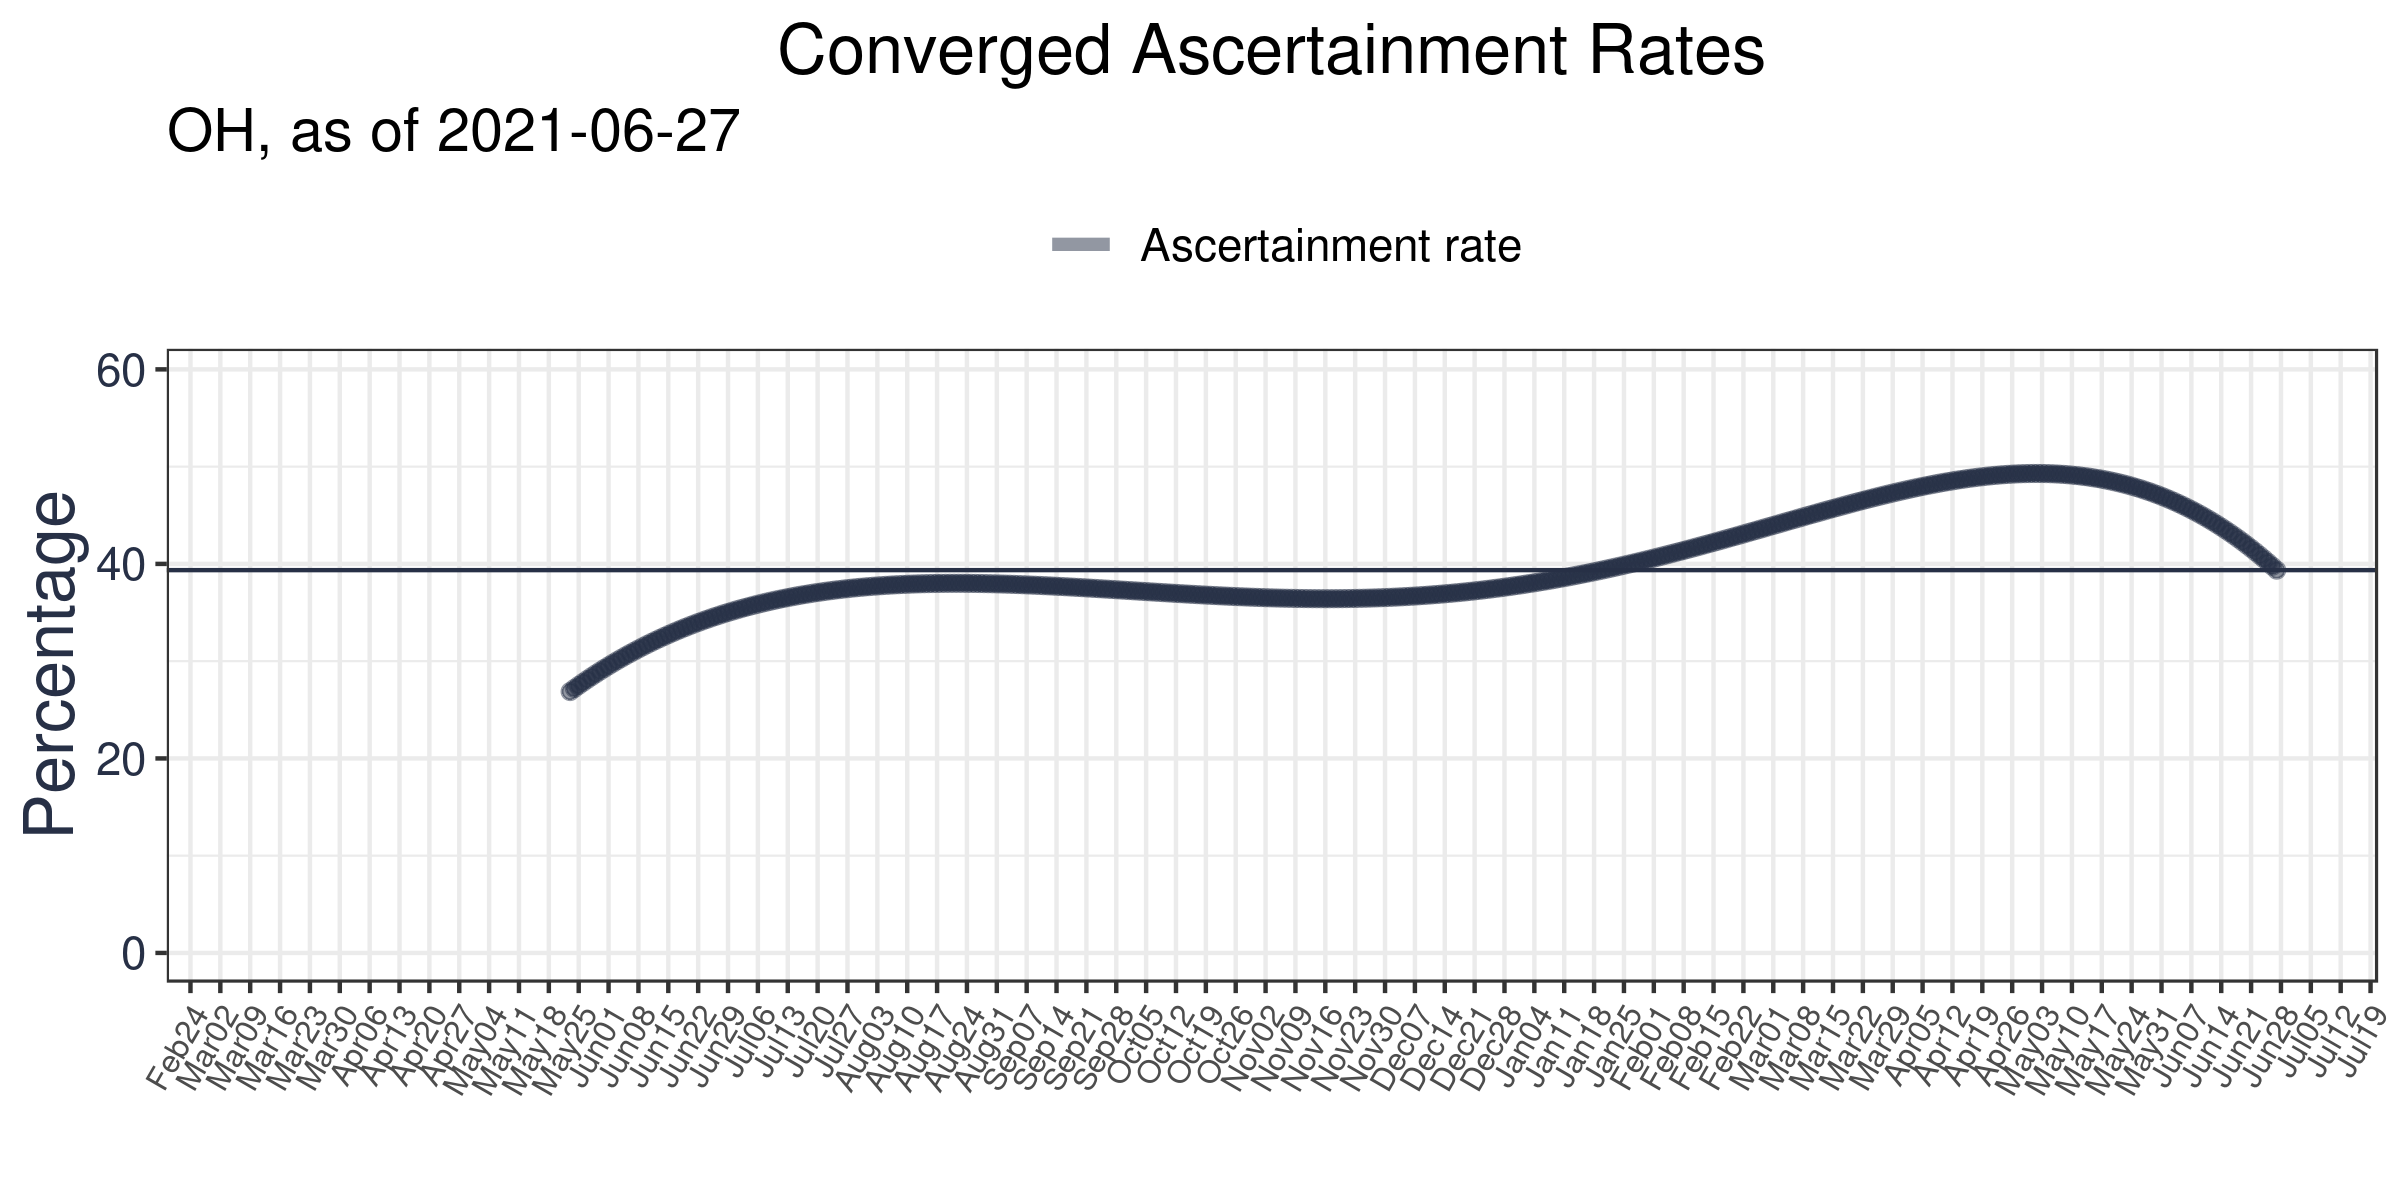 Converged Ascertainment Rates
OH, as of 2021-06-27
Ascertainment rate
Percentage
60
40
20
0
Feb24 Mar02 Mar09 Mar16 Mar23 Mar30 Apr06 Apr13 Apr20 Apr27 May04 May11 May18 May25 Jun01 Jun08 Jun15 Jun22 Jun29 Jul06 Jul13 Jul20 Jul27 Aug03 Aug10 Aug17 Aug24 Aug31 Sep07 Sep14 Sep21 Sep28 Oct05 Oct12 Oct19 Oct26 Nov02 Nov09 Nov16 Nov23 Nov30 Dec07 Dec14 Dec21 Dec28 Jan04 Jan11 Jan18 Jan25 Feb01 Feb08 Feb15 Feb22 Mar01 Mar08 Mar15 Mar22 Mar29 Apr05 Apr12 Apr19 Apr26 May03 May10 May17 May24 May31 Jun07 Jun14 Jun21 Jun28 Jul05 Jul12 Jul19